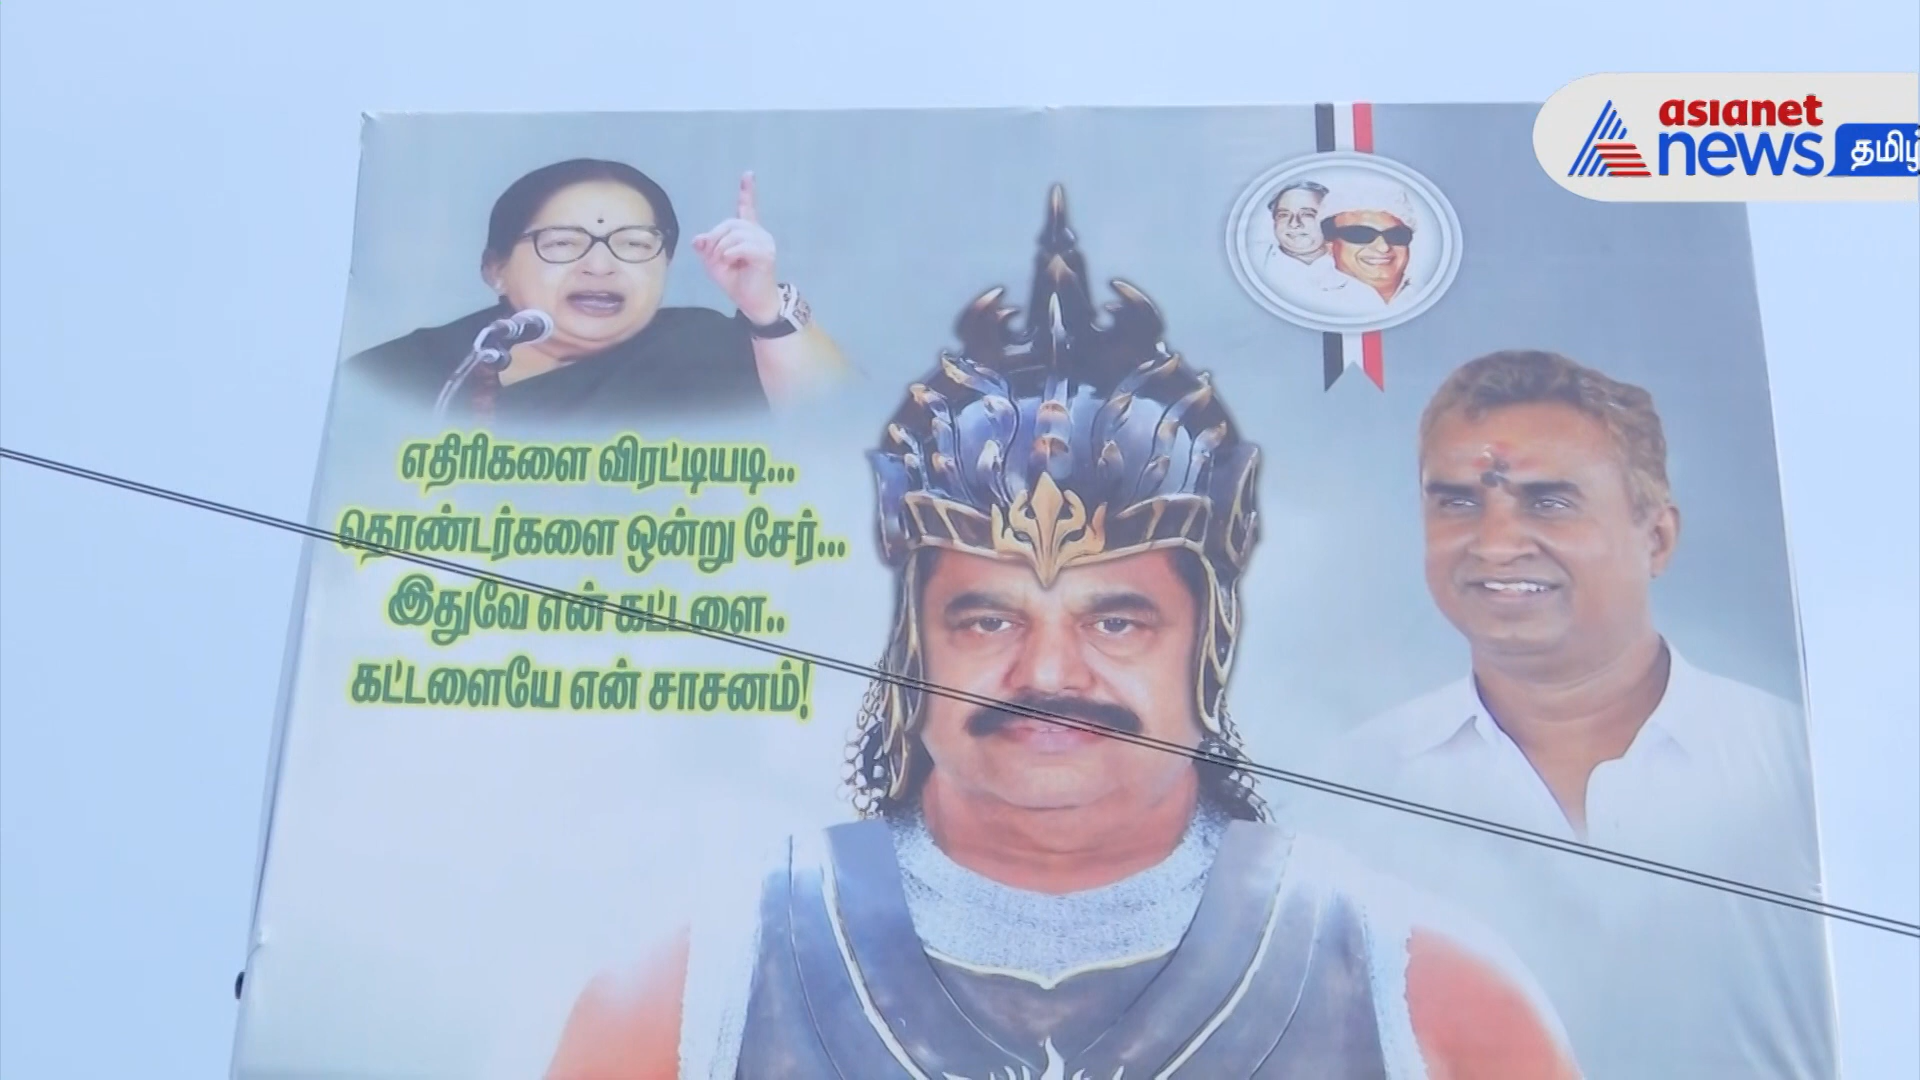 asianet
news தமிழ்
எதிரிகளை விரட்டியடி...
தொண்டர்களை ஒன்று சேர்...
இதுவே என் கட்டளை..
கட்டளையே என் சாசனம்!